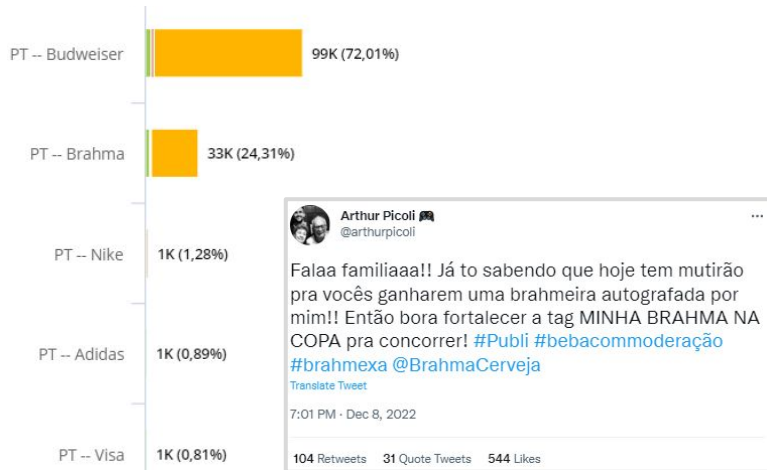 PT -- Budweiser
99K (72,01%)
PT -- Brahma
33K (24,31%)
PT -- Nike
1K (1,28%)
PT -- Adidas
1K (0,89%)
PT -- Visa
1K (0,81%)
Arthur Picoli 🎮
@arthurpicoli
Falaa familiaaa!! Já to sabendo que hoje tem mutirão
pra vocês ganharem uma brahmeira autografada por
mim!! Então bora fortalecer a tag MINHA BRAHMA NA
COPA pra concorrer! #Publi #bebacommoderação
#brahmexa @BrahmaCerveja
Translate Tweet
7:01 PM · Dec 8, 2022
104 Retweets 31 Quote Tweets 544 Likes